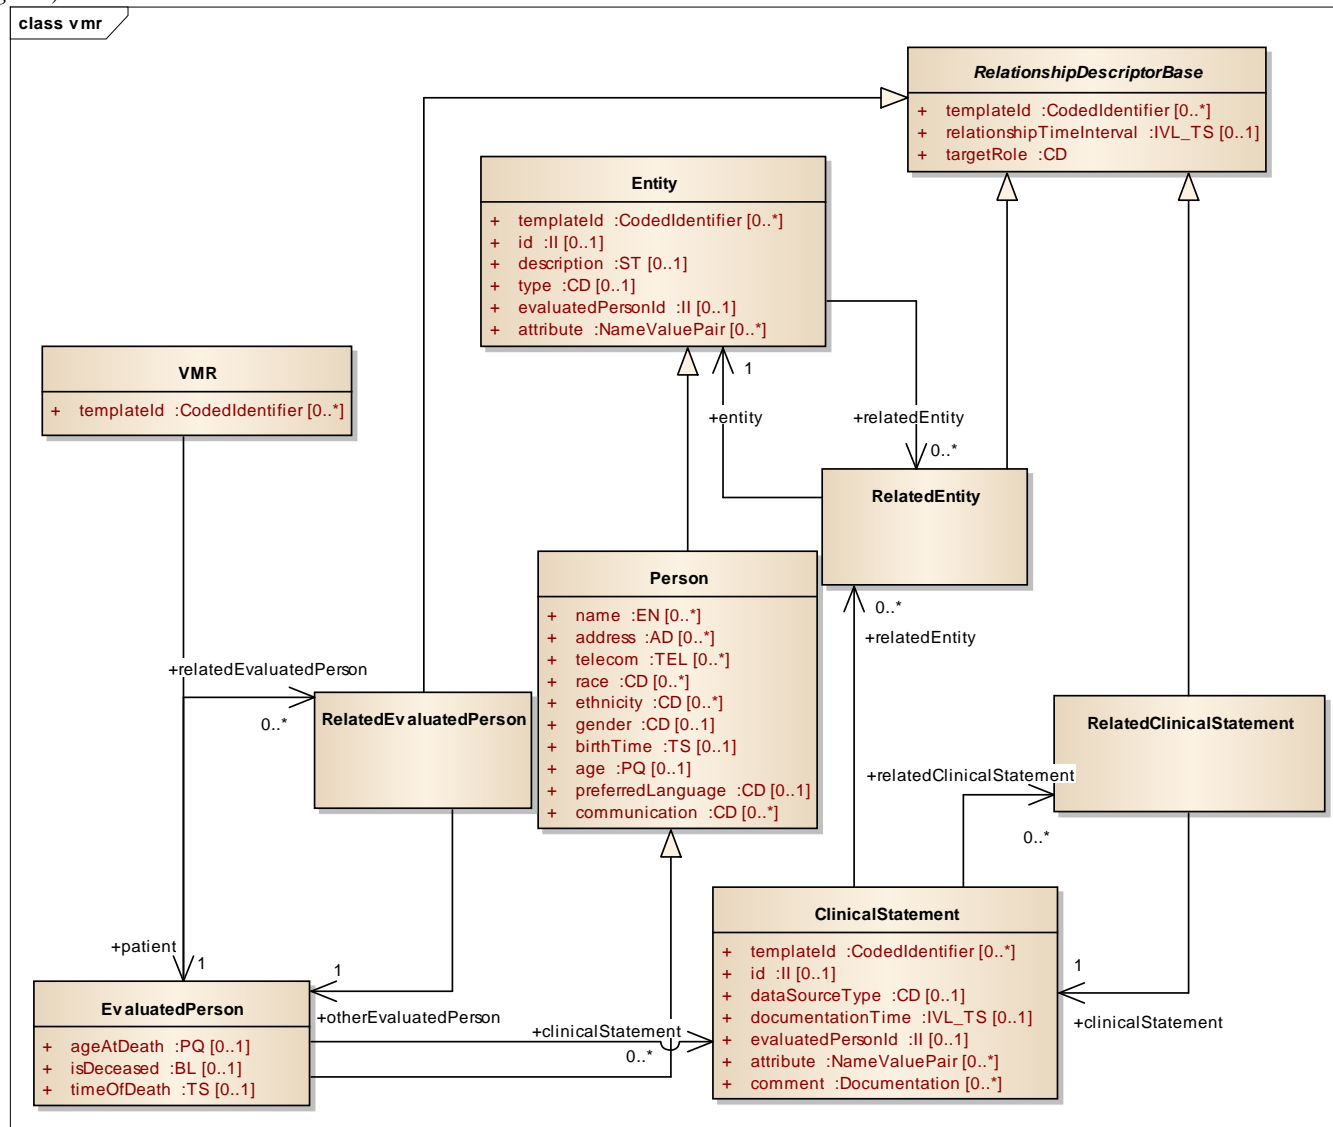 class vmr
RelationshipDescriptorBase
+ templateId :CodedIdentifier [0..*]
+ relationshipTimeInterval :IVL_TS [0..1]
+ targetRole :CD
Entity
+ templateId :CodedIdentifier [0..*]
+ id :II [0..1]
+ description :ST [0..1]
+ type :CD [0..1]
+ evaluatedPersonId :II [0..1]
+ attribute :NameValuePair [0..*]
VMR
+ templateId :CodedIdentifier [0..*]
1
+entity
+relatedEntity
0..*
RelatedEntity
Person
+ name :EN [0..*]
+ address :AD [0..*]
+ telecom :TEL [0..*]
+ race :CD [0..*]
+ ethnicity :CD [0..*]
+ gender :CD [0..1]
+ birthTime :TS [0..1]
+ age :PQ [0..1]
+ preferredLanguage :CD [0..1]
+ communication :CD [0..*]
0..*
+relatedEntity
+relatedEvaluatedPerson
0..*
RelatedEvaluatedPerson
RelatedClinicalStatement
+relatedClinicalStatement
0..*
+patient
1
1
+otherEvaluatedPerson
EvaluatedPerson
+ ageAtDeath :PQ [0..1]
+ isDeceased :BL [0..1]
+ timeOfDeath :TS [0..1]
+clinicalStatement
0..*
ClinicalStatement
+ templateId :CodedIdentifier [0..*]
+ id :II [0..1]
+ dataSourceType :CD [0..1]
+ documentationTime :IVL_TS [0..1]
+ evaluatedPersonId :II [0..1]
+ attribute :NameValuePair [0..*]
+ comment :Documentation [0..*]
1
+clinicalStatement